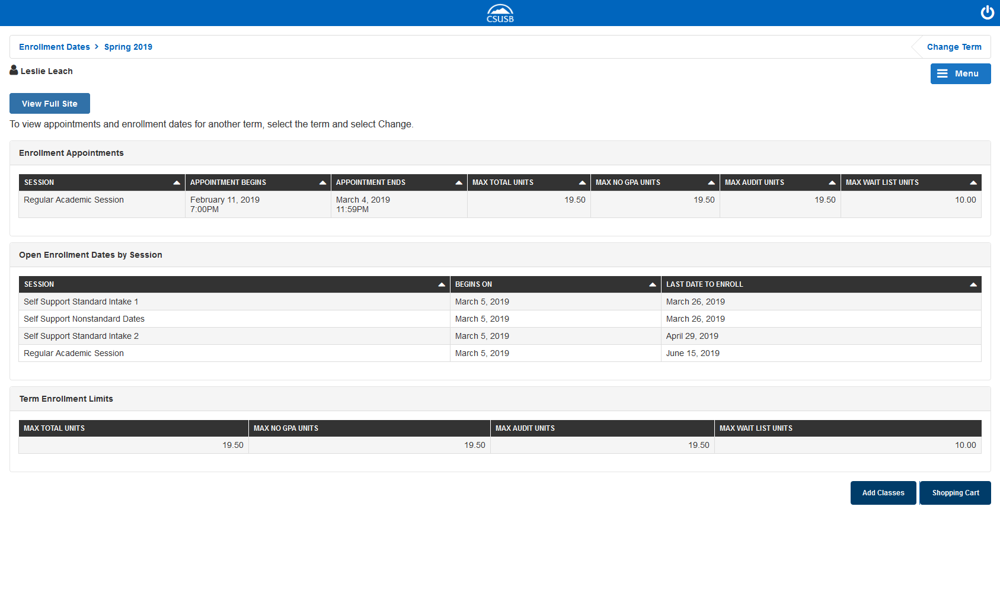 CSUSB
Enrollment Dates > Spring 2019
Change Term
Leslie Leach
Menu
View Full Site
To view appointments and enrollment dates for another term, select the term and select Change.
Enrollment Appointments
SESSION APPOINTMENT BEGINS APPOINTMENT ENDS MAX TOTAL UNITS MAX NO GPA UNITS MAX AUDIT UNITS MAX WAIT LIST UNITS
Regular Academic Session February 11, 2019 March 4, 2019 19.50 19.50 19.50 10.00
7:00PM 11:59PM
Open Enrollment Dates by Session
SESSION BEGINS ON LAST DATE TO ENROLL
Self Support Standard Intake 1 March 5, 2019 March 26, 2019
Self Support Nonstandard Dates March 5, 2019 March 26, 2019
Self Support Standard Intake 2 March 5, 2019 April 29, 2019
Regular Academic Session March 5, 2019 June 15, 2019
Term Enrollment Limits
MAX TOTAL UNITS MAX NO GPA UNITS MAX AUDIT UNITS MAX WAIT LIST UNITS
19.50 19.50 19.50 10.00
Add Classes Shopping Cart